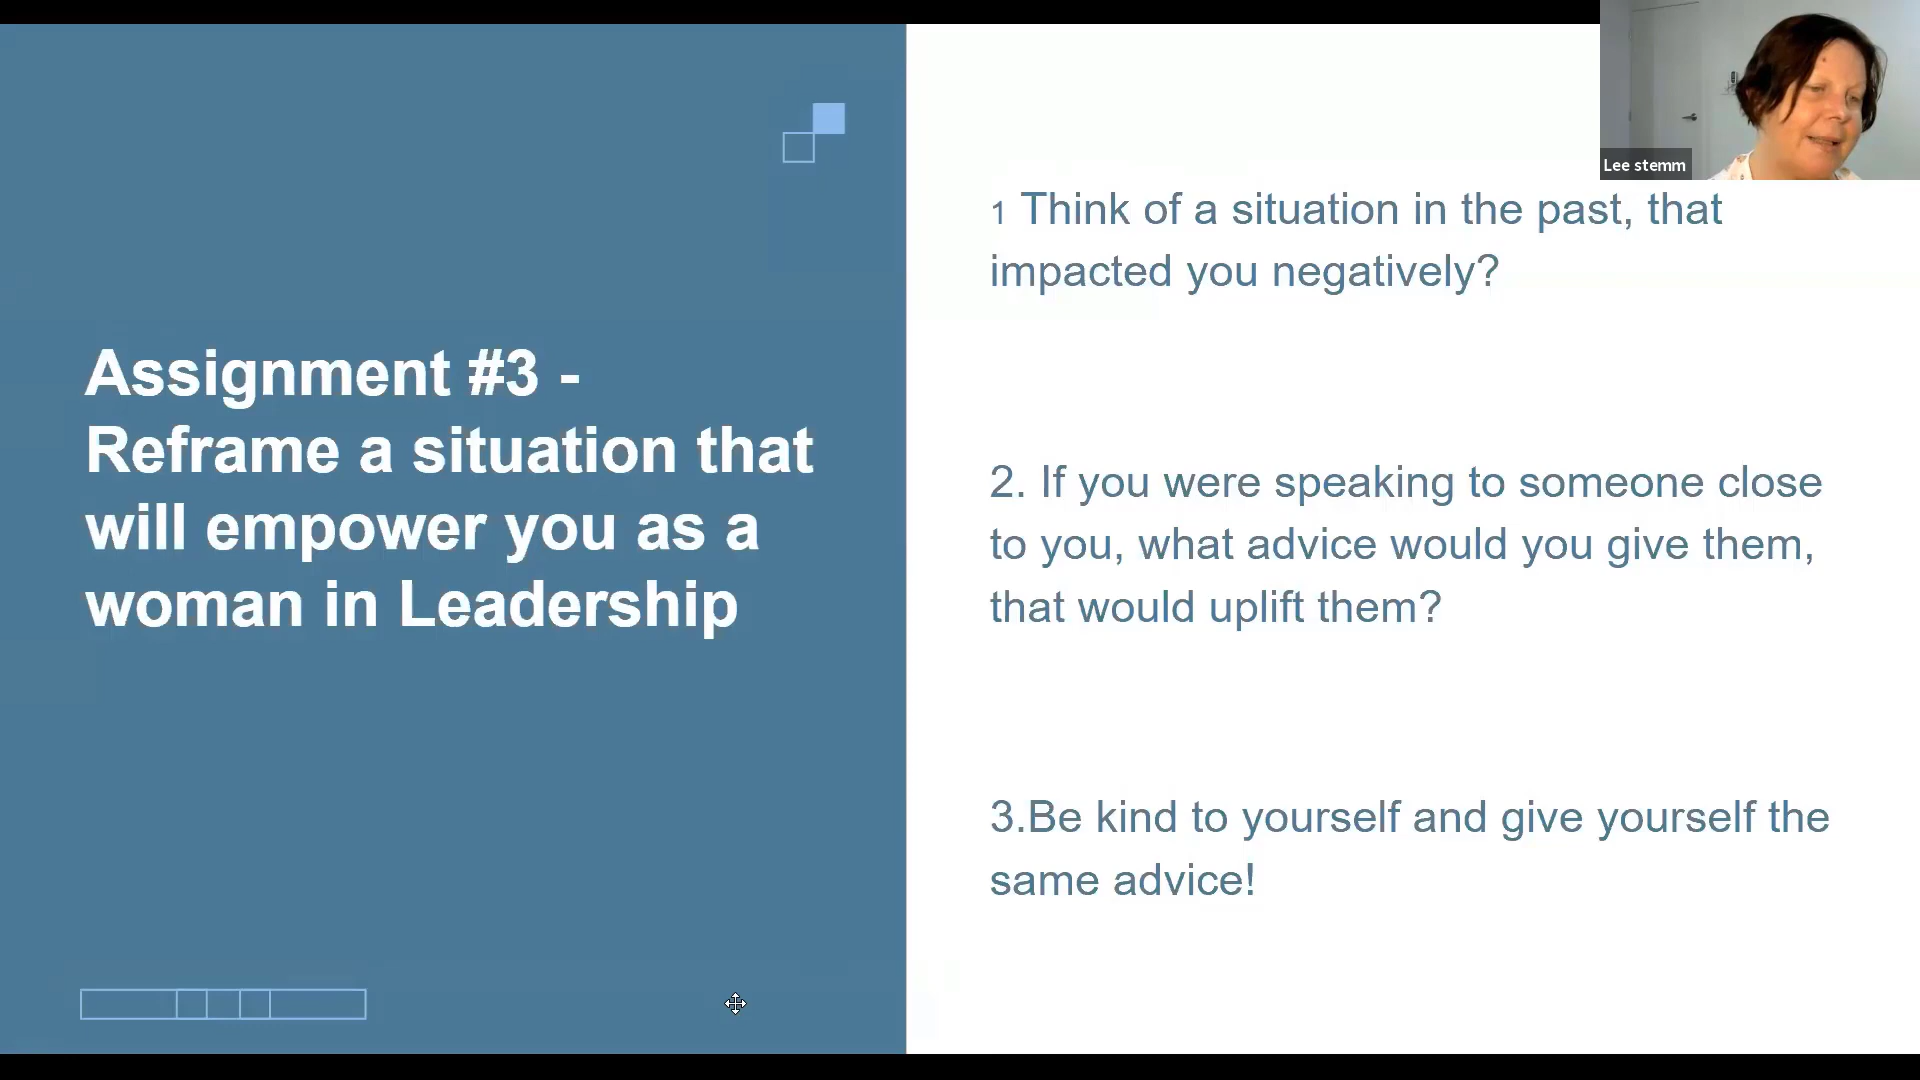 Assignment #3 -
Reframe a situation that
will empower you as a
woman in Leadership
Lee stemm
1 Think of a situation in the past, that
impacted you negatively?
2. If you were speaking to someone close
to you, what advice would you give them,
that would uplift them?
3.Be kind to yourself and give yourself the
same advice!